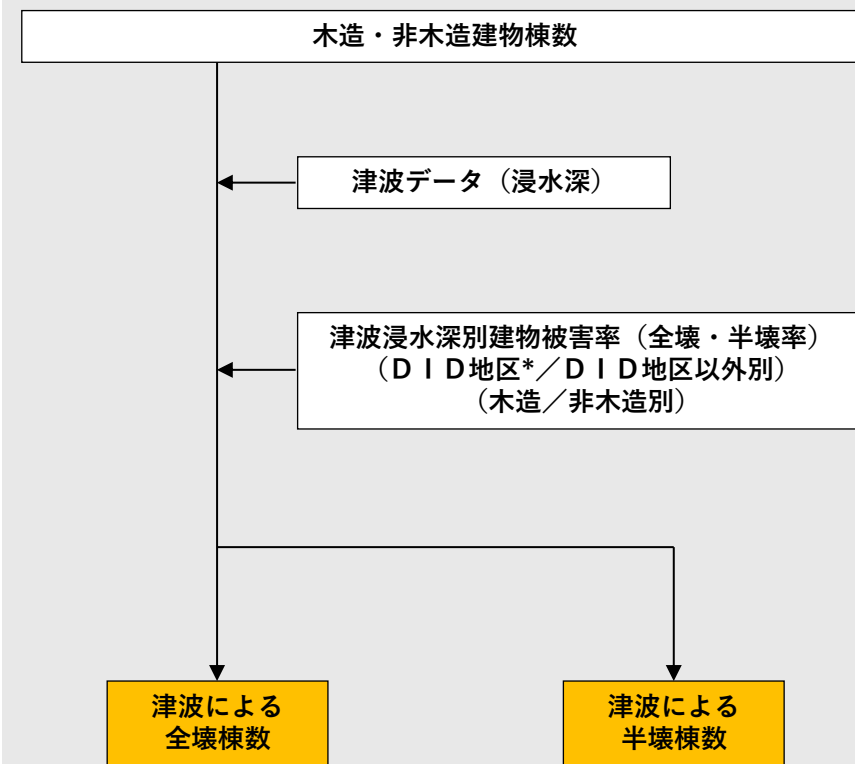 木造・非木造建物棟数
津波データ（浸水深）
津波浸水深別建物被害率（全壊・半壊率）
（ＤＩＤ地区*／ＤＩＤ地区以外別）
（木造／非木造別）
津波による
全壊棟数
津波による
半壊棟数